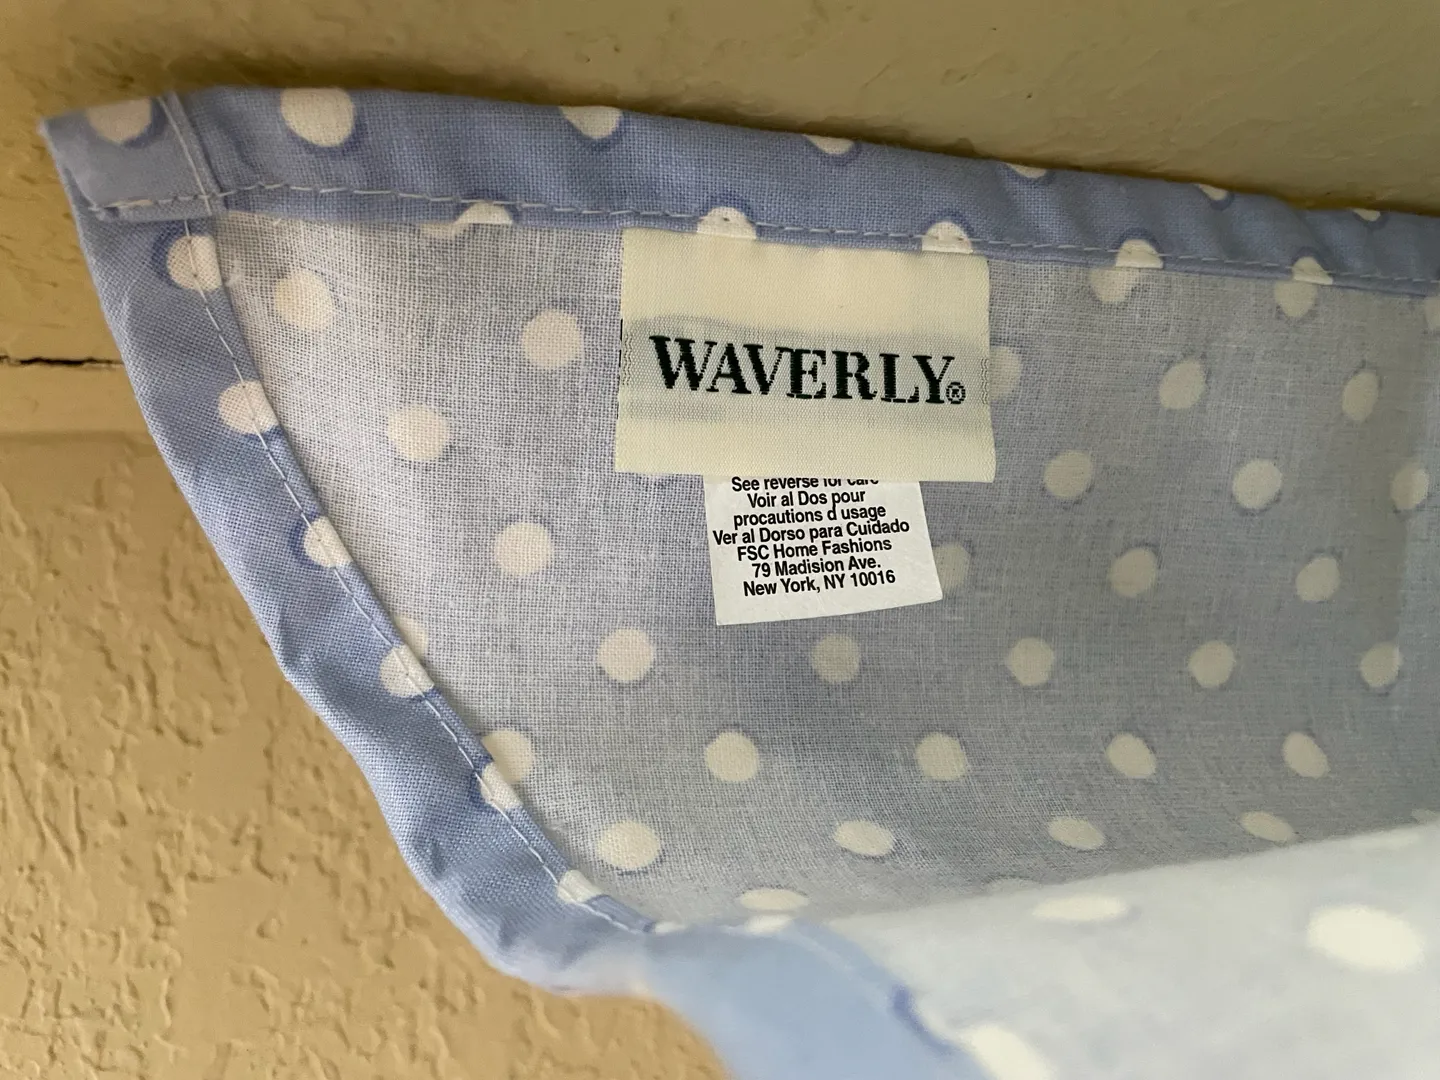 WAVERLY®
See reverse for care
Voir al Dos pour
procautions d usage
Ver al Dorso para Cuidado
FSC Home Fashions
79 Madision Ave.
New York, NY 10016